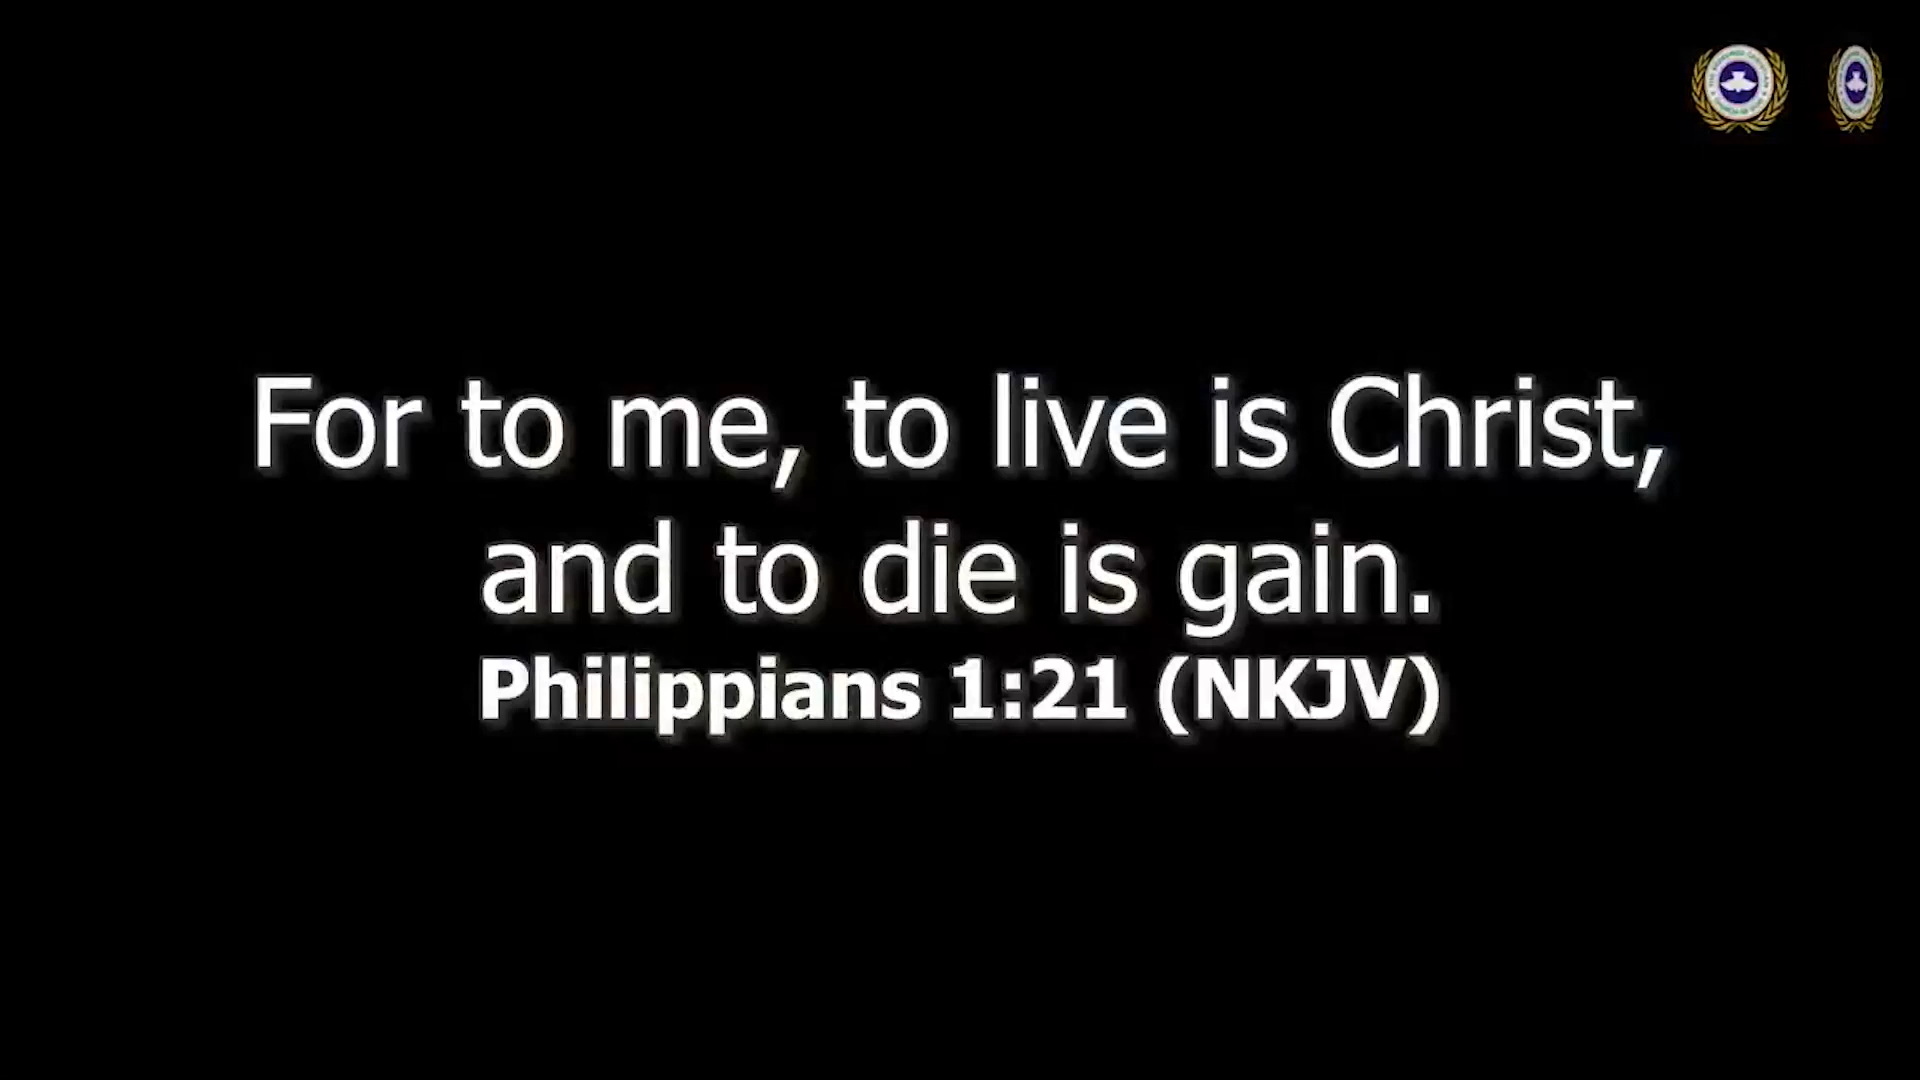 For to me, to live is Christ,
and to die is gain.
Philippians 1:21 (NKJV)